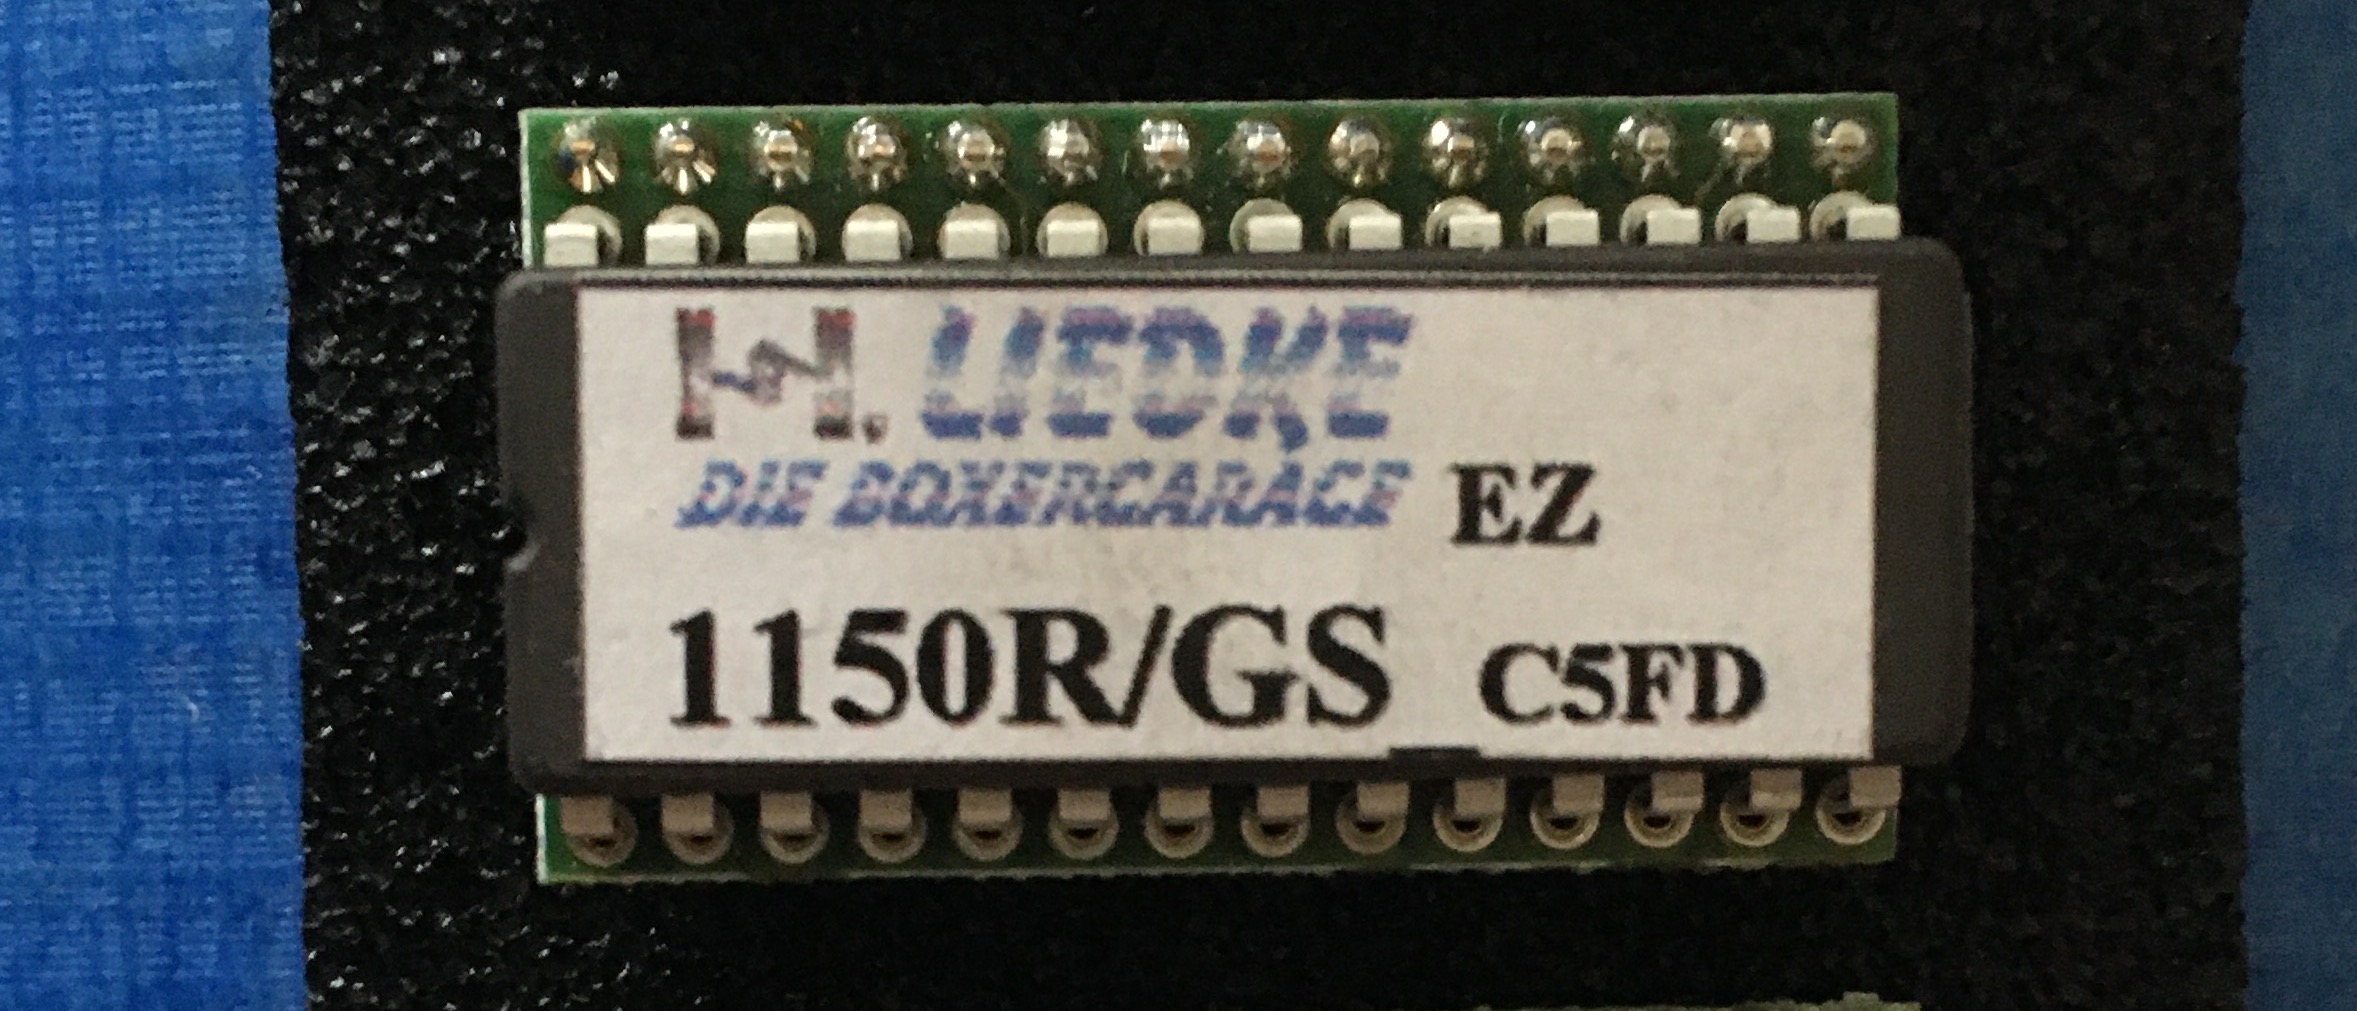 H. LIEDKE
DIE BOXERGARAGE EZ
1150R/GS C5FD